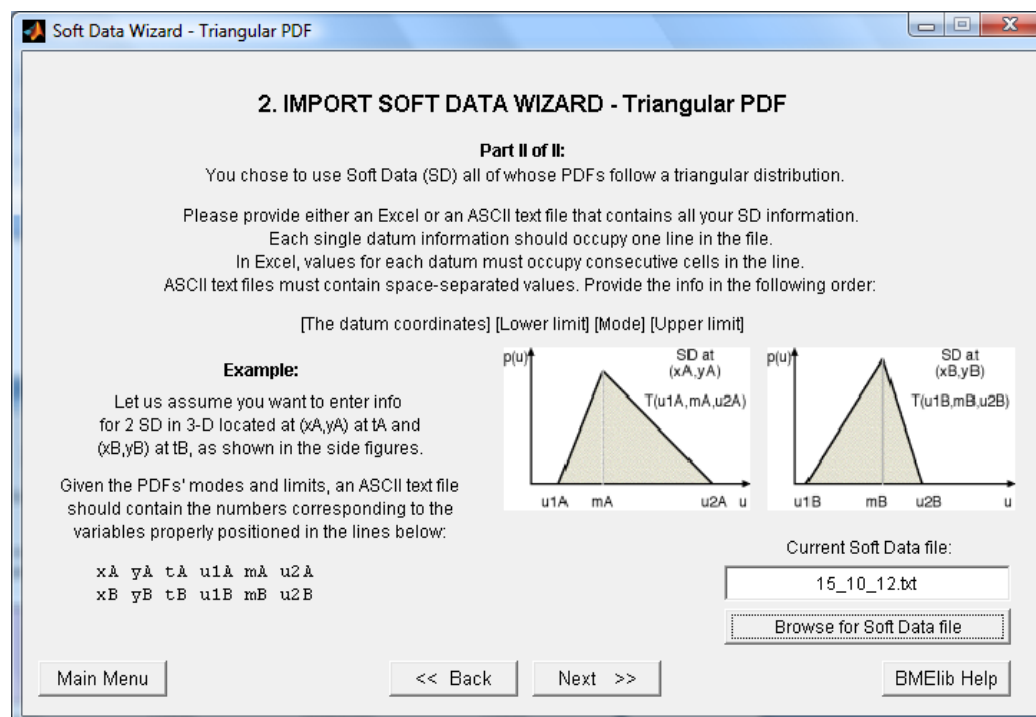 Soft Data Wizard - Triangular PDF
2. IMPORT SOFT DATA WIZARD - Triangular PDF
Part II of II:
You chose to use Soft Data (SD) all of whose PDFs follow a triangular distribution.
Please provide either an Excel or an ASCII text file that contains all your SD information.
Each single datum information should occupy one line in the file.
In Excel, values for each datum must occupy consecutive cells in the line.
ASCII text files must contain space-separated values. Provide the info in the following order:
[The datum coordinates] [Lower limit] [Mode] [Upper limit]
Example:
Let us assume you want to enter info
for 2 SD in 3-D located at (xA,yA) at tA and
(xB,yB) at tB, as shown in the side figures.
Given the PDFs' modes and limits, an ASCII text file
should contain the numbers corresponding to the
variables properly positioned in the lines below:
xA yA tA u1A mA u2A
xB yB tB u1B mB u2B
p(u)
SD at
(xA,yA)
T(u1A,mA,u2A)
u1A mA u2A u
p(u)
SD at
(xB,yB)
T(u1B,mB,u2B)
u1B mB u2B u
Current Soft Data file:
15_10_12.txt
Browse for Soft Data file
Main Menu
<< Back
Next >>
BMElib Help